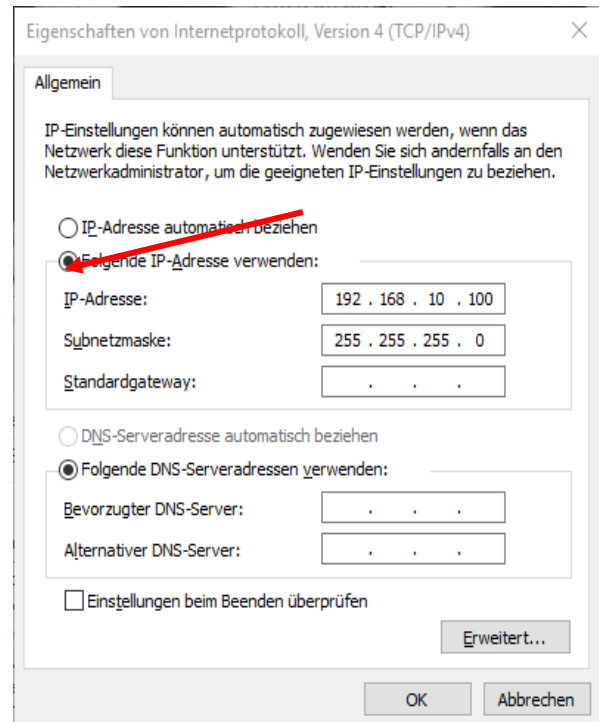 Eigenschaften von Internetprotokoll, Version 4 (TCP/IPv4)
Allgemein
IP-Einstellungen können automatisch zugewiesen werden, wenn das
Netzwerk diese Funktion unterstützt. Wenden Sie sich andernfalls an den
Netzwerkadministrator, um die geeigneten IP-Einstellungen zu beziehen.
IP-Adresse automatisch beziehen
Folgende IP-Adresse verwenden:
IP-Adresse: 192 . 168 . 10 . 100
Subnetzmaske: 255 . 255 . 255 . 0
Standardgateway: . . .
DNS-Serveradresse automatisch beziehen
Folgende DNS-Serveradressen verwenden:
Bevorzugter DNS-Server: . . .
Alternativer DNS-Server: . . .
Einstellungen beim Beenden überprüfen
Erweitert...
OK Abbrechen